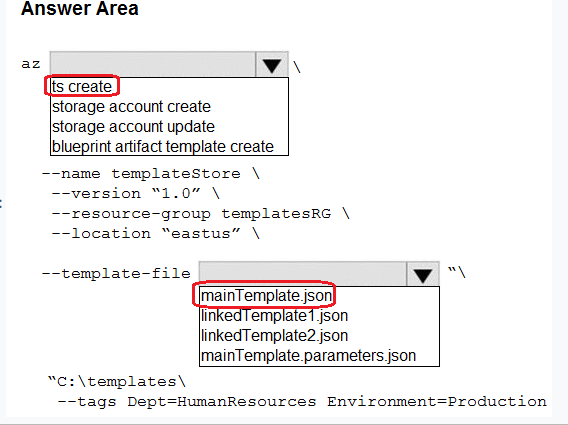 Answer Area
az \
ts create
storage account create
storage account update
blueprint artifact template create
--name templateStore \
--version “1.0” \
--resource-group templatesRG \
--location “eastus” \
--template-file “\
mainTemplate.json
linkedTemplate1.json
linkedTemplate2.json
mainTemplate.parameters.json
“C:\templates\
--tags Dept=HumanResources Environment=Production